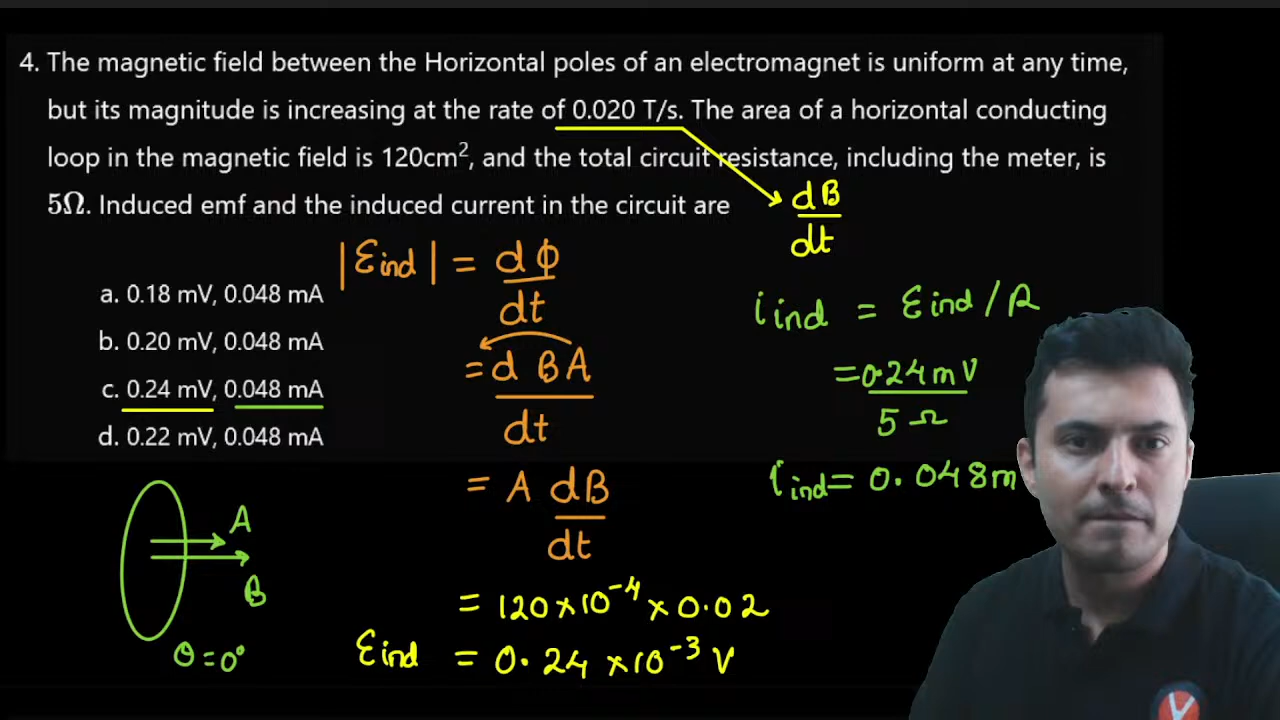 4. The magnetic field between the Horizontal poles of an electromagnet is uniform at any time,
but its magnitude is increasing at the rate of 0.020 T/s. The area of a horizontal conducting
loop in the magnetic field is 120cm², and the total circuit resistance, including the meter, is
5Ω. Induced emf and the induced current in the circuit are
dB
dt
a. 0.18 mV, 0.048 mA
b. 0.20 mV, 0.048 mA
c. 0.24 mV, 0.048 mA
d. 0.22 mV, 0.048 mA
|Ɛind| = dϕ
dt
= d BA
dt
= A dB
dt
= 120×10⁻⁴ × 0.02
Ɛind = 0.24 ×10⁻³ V
iind = Ɛind/R
= 0.24mV
5 Ω
iind = 0.048m
A
B
θ = 0°